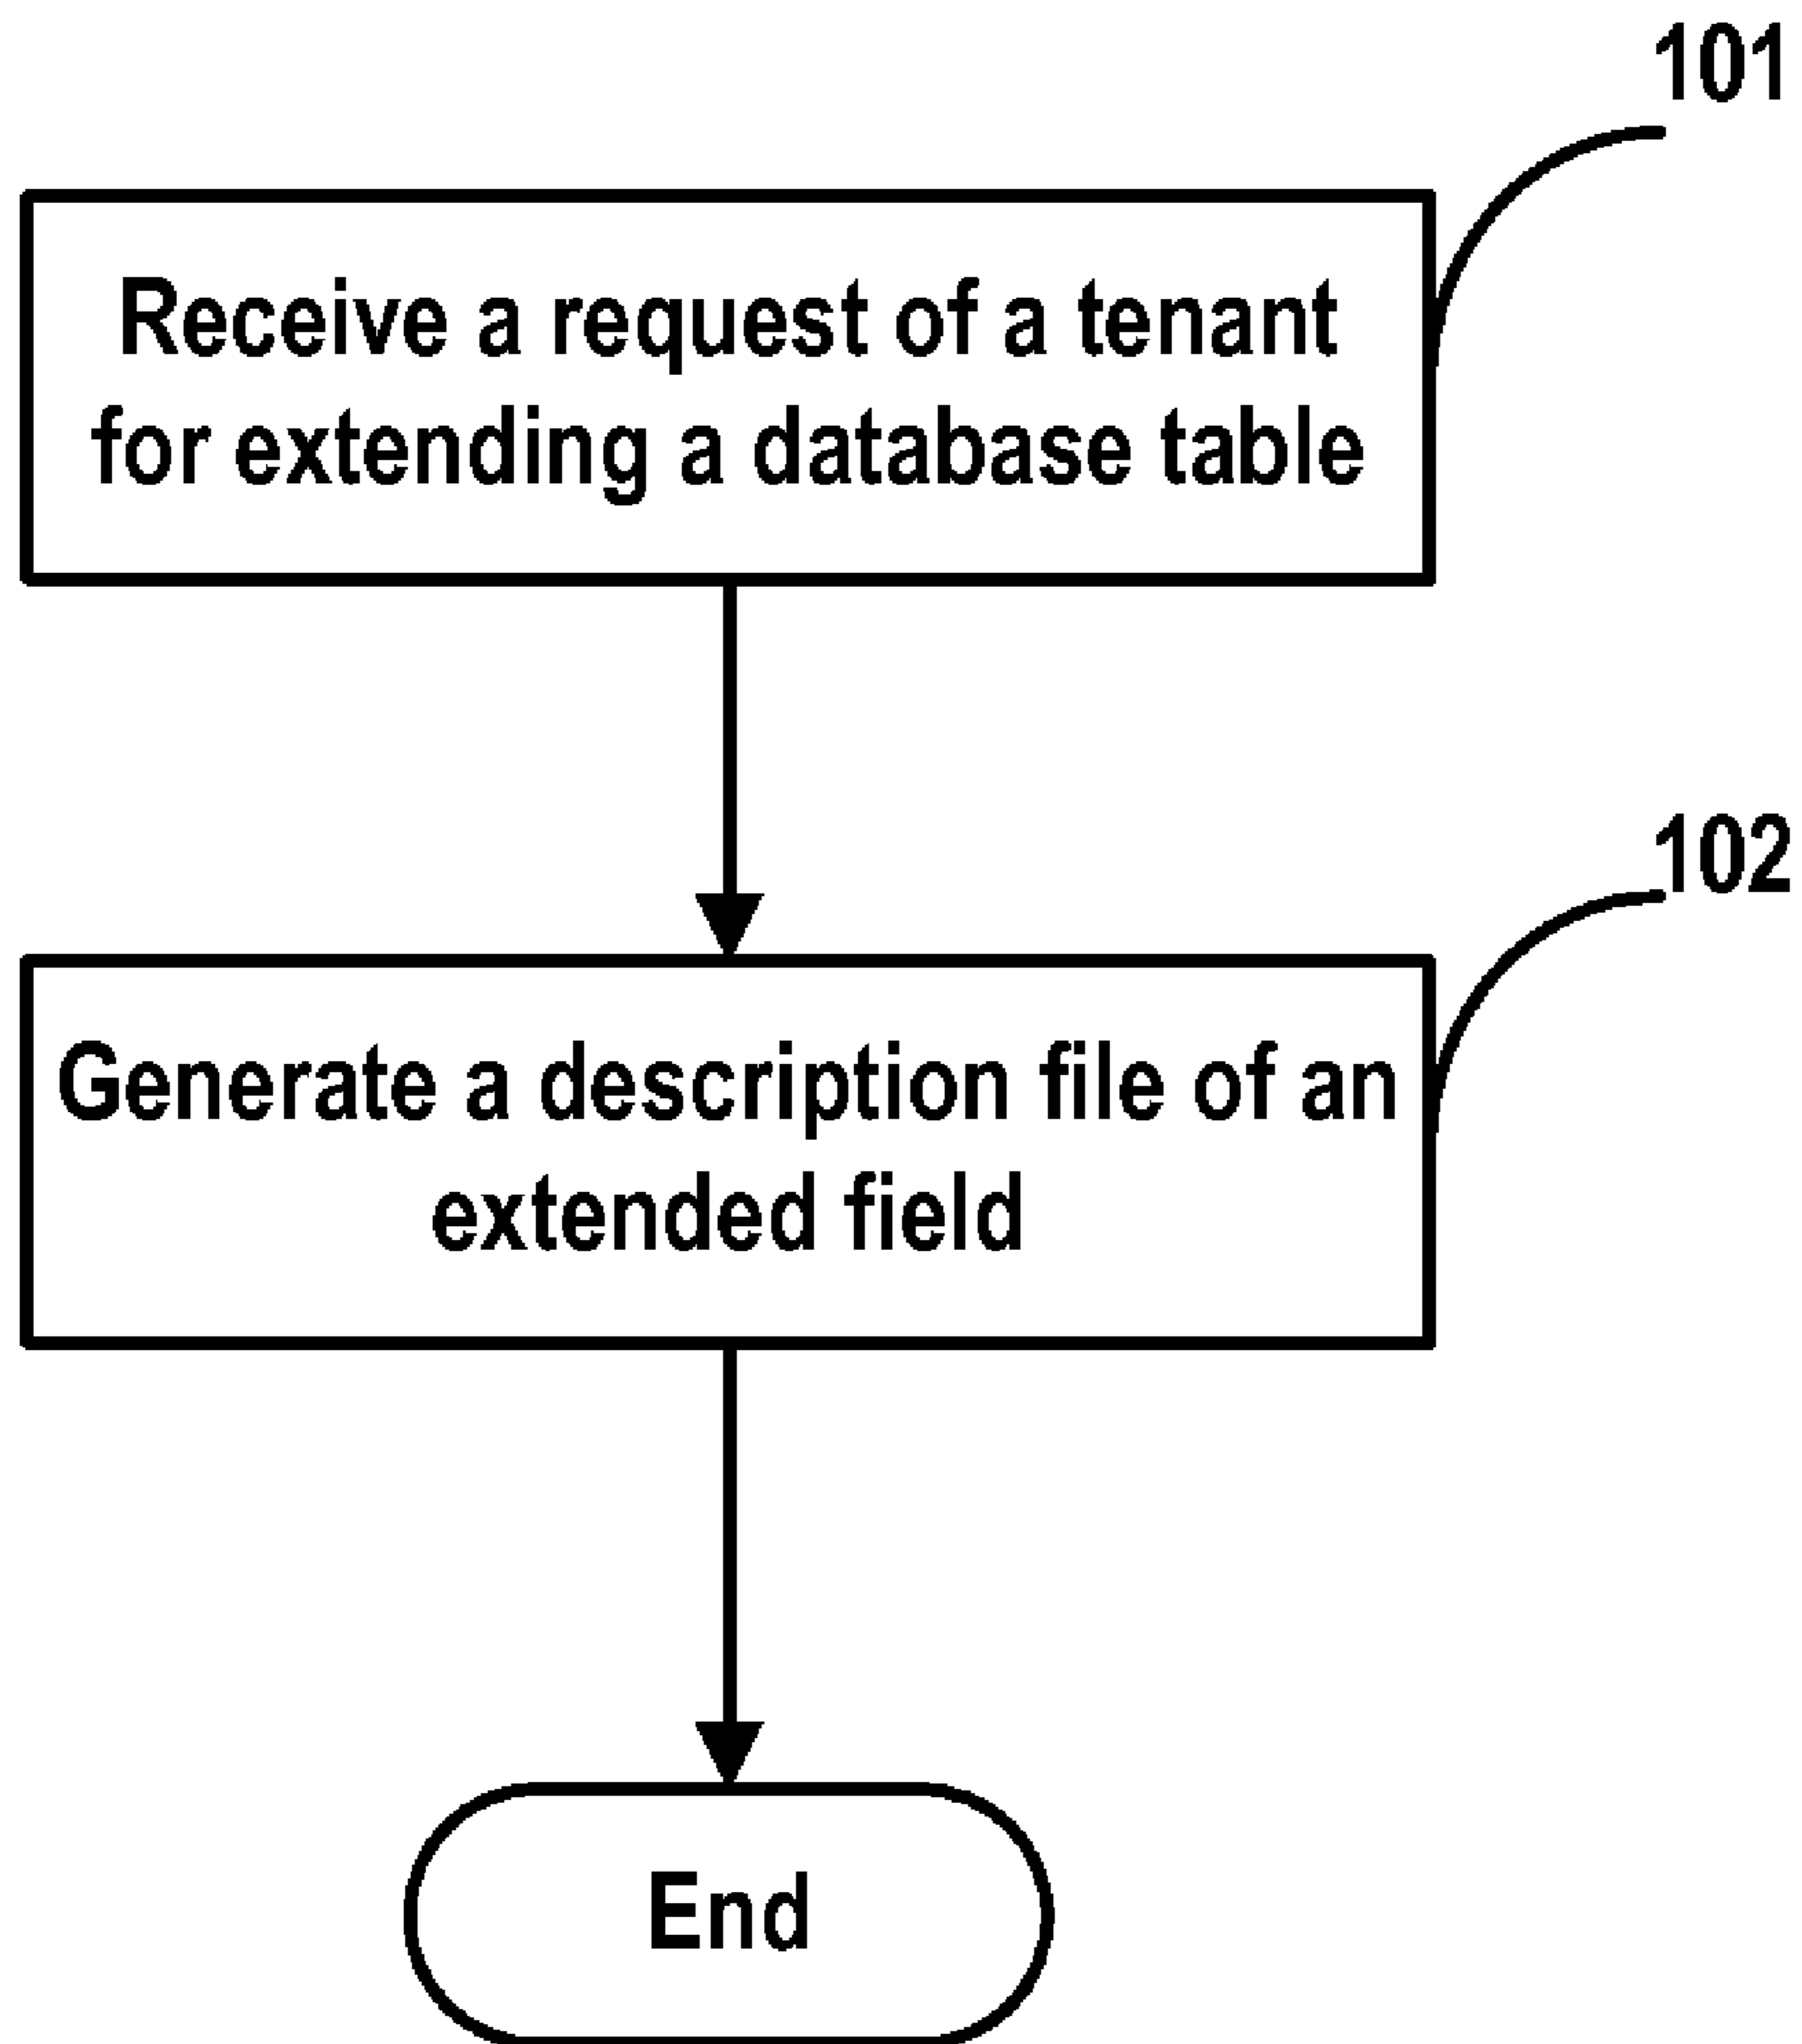 101
Receive a request of a tenant
for extending a database table
102
Generate a description file of an
extended field
End